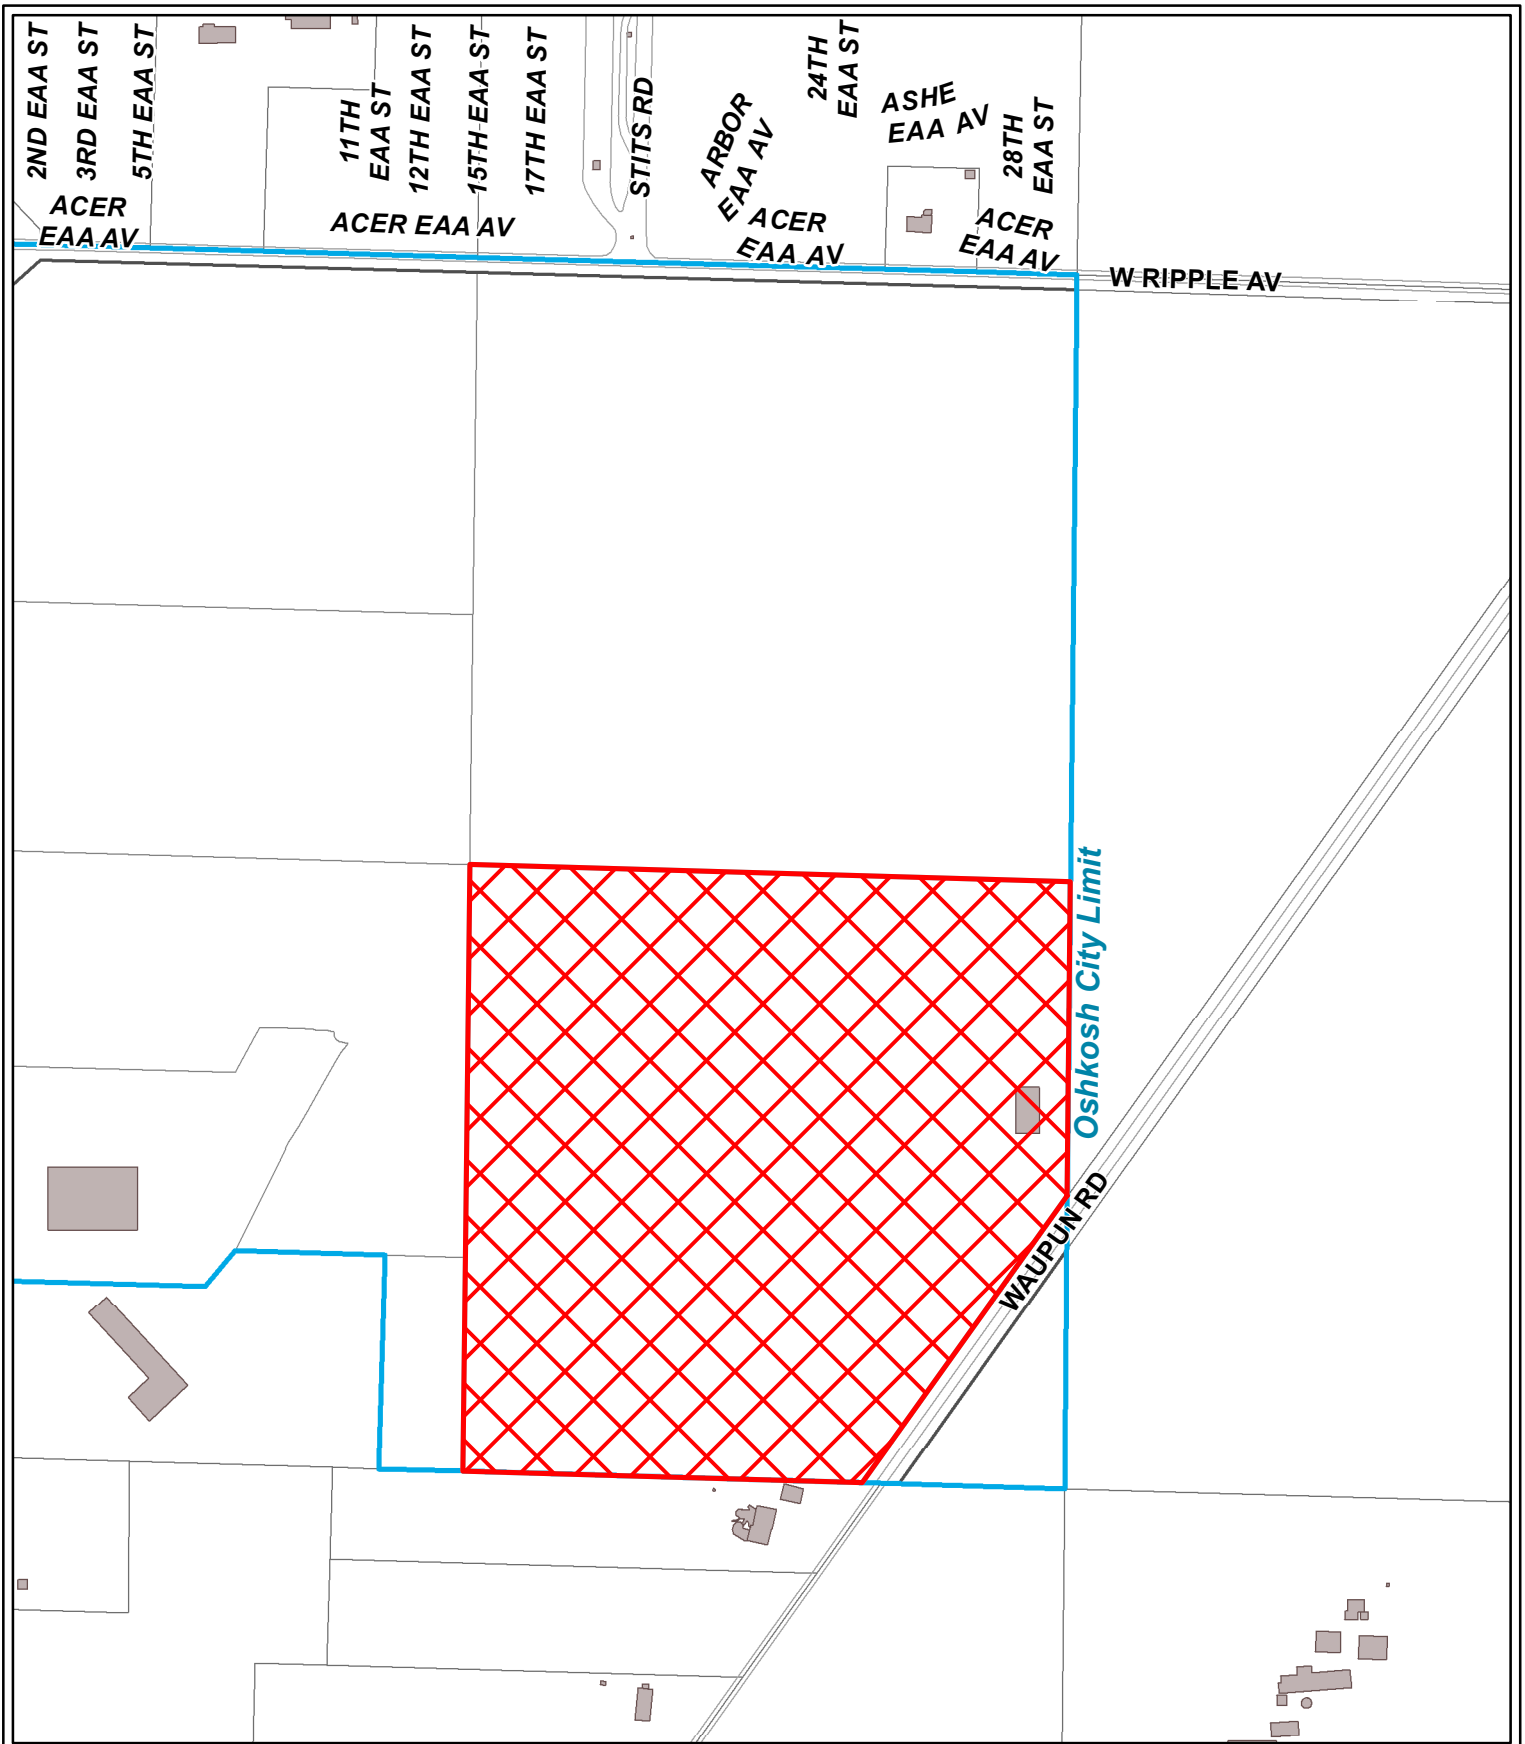 2ND EAA ST
3RD EAA ST
5TH EAA ST
11TH
EAA ST
12TH EAA ST
15TH EAA ST
17TH EAA ST
STITS RD
ARBOR
EAA AV
24TH
EAA ST
ASHE
EAA AV
28TH
EAA ST
ACER
EAA AV
ACER EAA AV
ACER
EAA AV
ACER
EAA AV
W RIPPLE AV
Oshkosh City Limit
WAUPUN RD